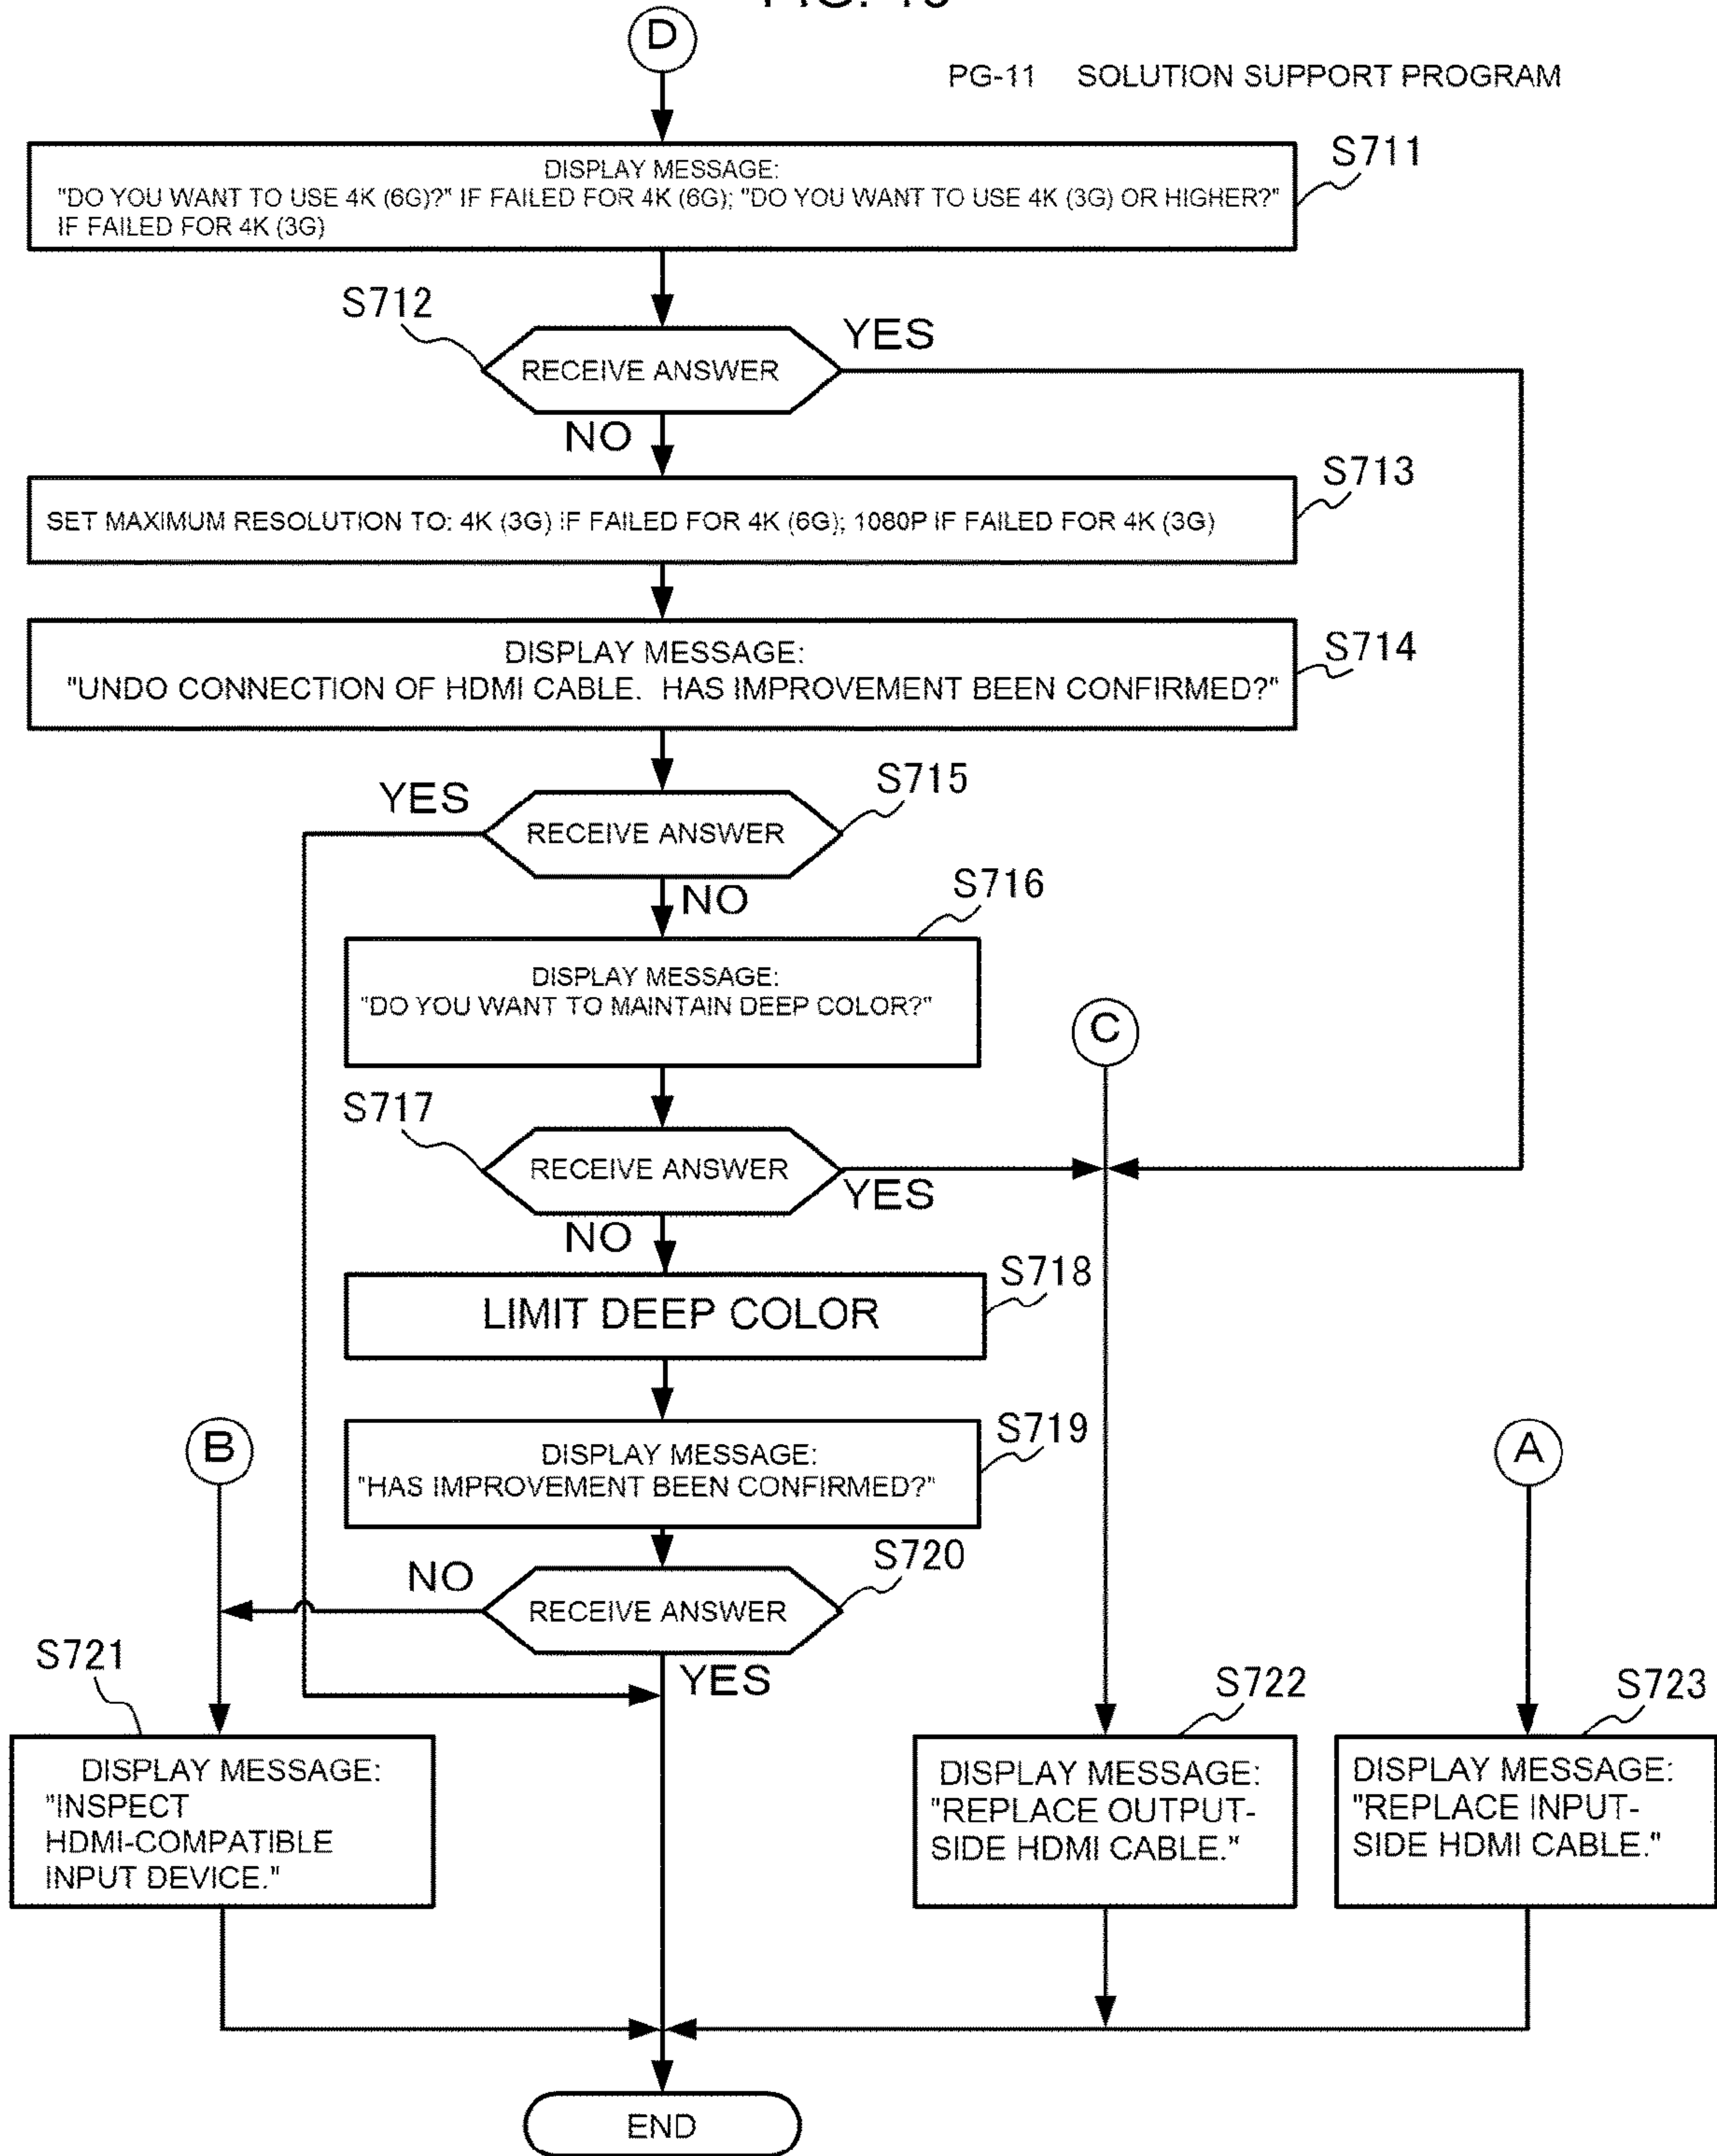 D
PG-11 SOLUTION SUPPORT PROGRAM
S711
DISPLAY MESSAGE:
"DO YOU WANT TO USE 4K (6G)?" IF FAILED FOR 4K (6G); "DO YOU WANT TO USE 4K (3G) OR HIGHER?"
IF FAILED FOR 4K (3G)
S712
YES
RECEIVE ANSWER
NO
S713
SET MAXIMUM RESOLUTION TO: 4K (3G) IF FAILED FOR 4K (6G); 1080P IF FAILED FOR 4K (3G)
S714
DISPLAY MESSAGE:
"UNDO CONNECTION OF HDMI CABLE. HAS IMPROVEMENT BEEN CONFIRMED?"
S715
YES
RECEIVE ANSWER
NO
S716
DISPLAY MESSAGE:
"DO YOU WANT TO MAINTAIN DEEP COLOR?"
C
S717
RECEIVE ANSWER
YES
NO
S718
LIMIT DEEP COLOR
S719
B
DISPLAY MESSAGE:
"HAS IMPROVEMENT BEEN CONFIRMED?"
A
S720
NO
RECEIVE ANSWER
YES
S721
DISPLAY MESSAGE:
"INSPECT
HDMI-COMPATIBLE
INPUT DEVICE."
S722
DISPLAY MESSAGE:
"REPLACE OUTPUT-
SIDE HDMI CABLE."
S723
DISPLAY MESSAGE:
"REPLACE INPUT-
SIDE HDMI CABLE."
END